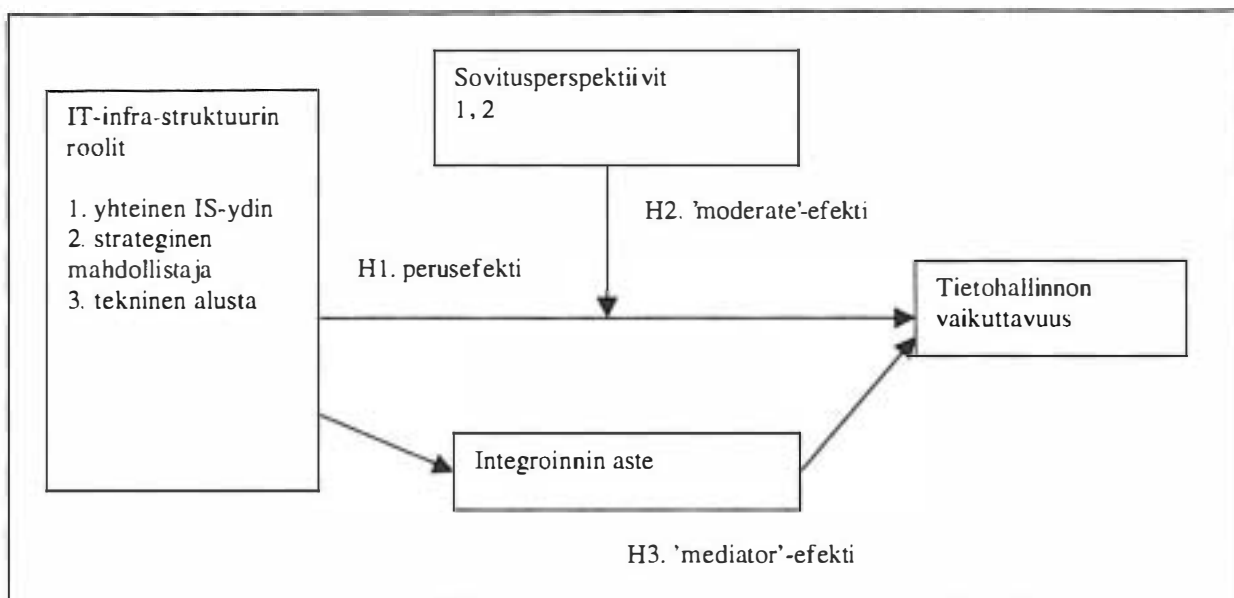 IT-infra-struktuurin
roolit
1. yhteinen IS-ydin
2. strateginen
mahdollistaja
3. tekninen alusta
Sovitusperspektiivit
1, 2
H2. 'moderate'-efekti
H1. perusefekti
Tietohallinnon
vaikuttavuus
Integroinnin aste
H3. 'mediator'-efekti